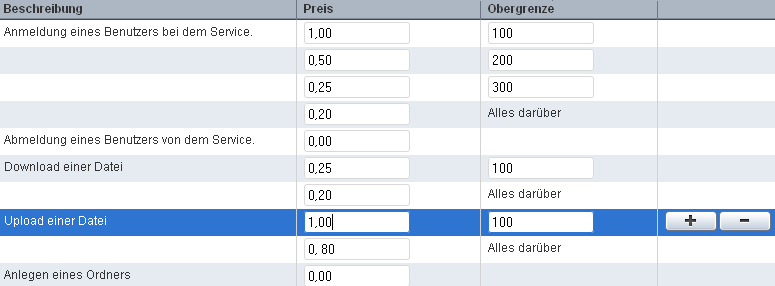 Beschreibung Preis Obergrenze
Anmeldung eines Benutzers bei dem Service. 1,00 100
0,50 200
0,25 300
0,20 Alles darüber
Abmeldung eines Benutzers von dem Service. 0,00
Download einer Datei 0,25 100
0,20 Alles darüber
Upload einer Datei 1,00 100 + −
0, 80 Alles darüber
Anlegen eines Ordners 0,00